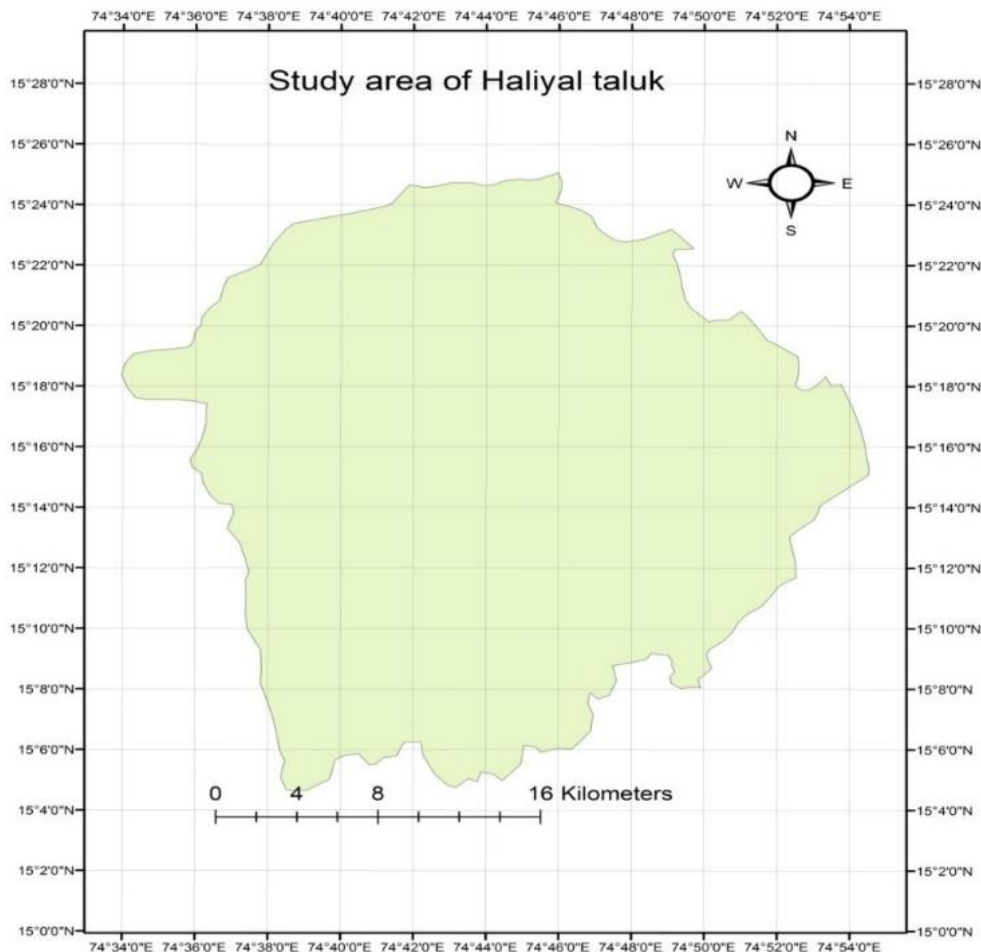 74°34'0"E 74°36'0"E 74°38'0"E 74°40'0"E 74°42'0"E 74°44'0"E 74°46'0"E 74°48'0"E 74°50'0"E 74°52'0"E 74°54'0"E
Study area of Haliyal taluk
15°28'0"N 15°28'0"N
15°26'0"N 15°26'0"N
N
W E
S
15°24'0"N 15°24'0"N
15°22'0"N 15°22'0"N
15°20'0"N 15°20'0"N
15°18'0"N 15°18'0"N
15°16'0"N 15°16'0"N
15°14'0"N 15°14'0"N
15°12'0"N 15°12'0"N
15°10'0"N 15°10'0"N
15°8'0"N 15°8'0"N
15°6'0"N 15°6'0"N
0 4 8 16 Kilometers
15°4'0"N 15°4'0"N
15°2'0"N 15°2'0"N
15°0'0"N 15°0'0"N
74°34'0"E 74°36'0"E 74°38'0"E 74°40'0"E 74°42'0"E 74°44'0"E 74°46'0"E 74°48'0"E 74°50'0"E 74°52'0"E 74°54'0"E